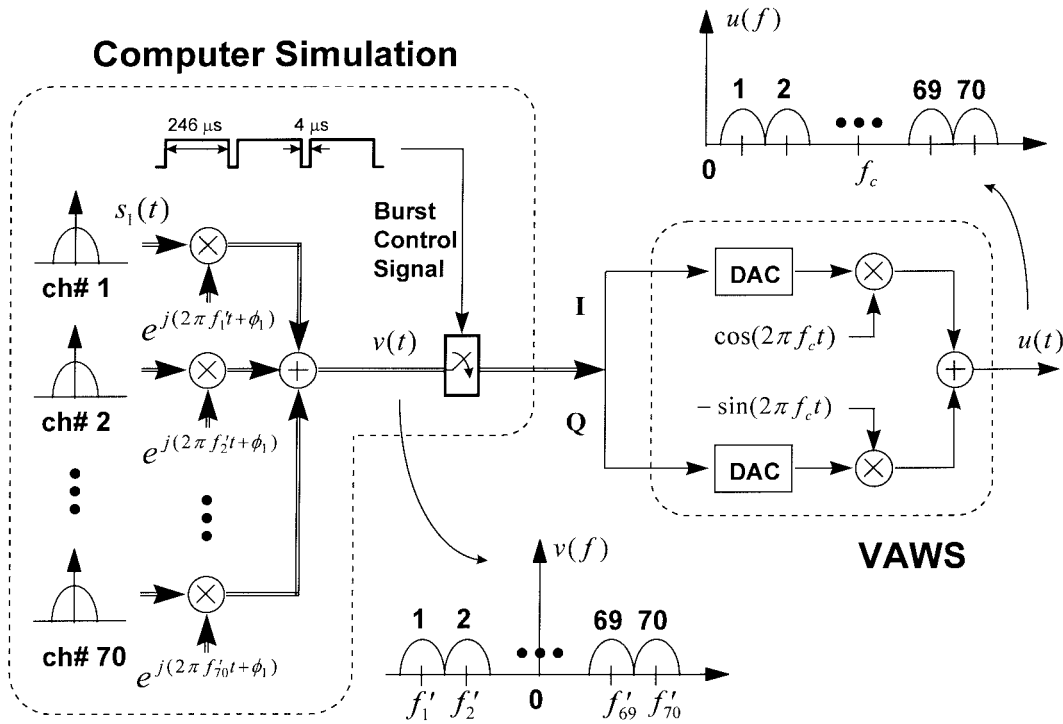 Computer Simulation
246 μs
4 μs
s₁(t)
ch# 1
e^{j(2π f₁′t+ϕ₁)}
Burst
Control
Signal
v(t)
ch# 2
e^{j(2π f₂′t+ϕ₁)}
ch# 70
e^{j(2π f₇₀′t+ϕ₁)}
I
Q
DAC
cos(2π f_c t)
− sin(2π f_c t)
DAC
u(t)
VAWS
u(f)
1 2 69 70
0
f_c
v(f)
1 2 69 70
f₁′ f₂′ 0 f₆₉′ f₇₀′